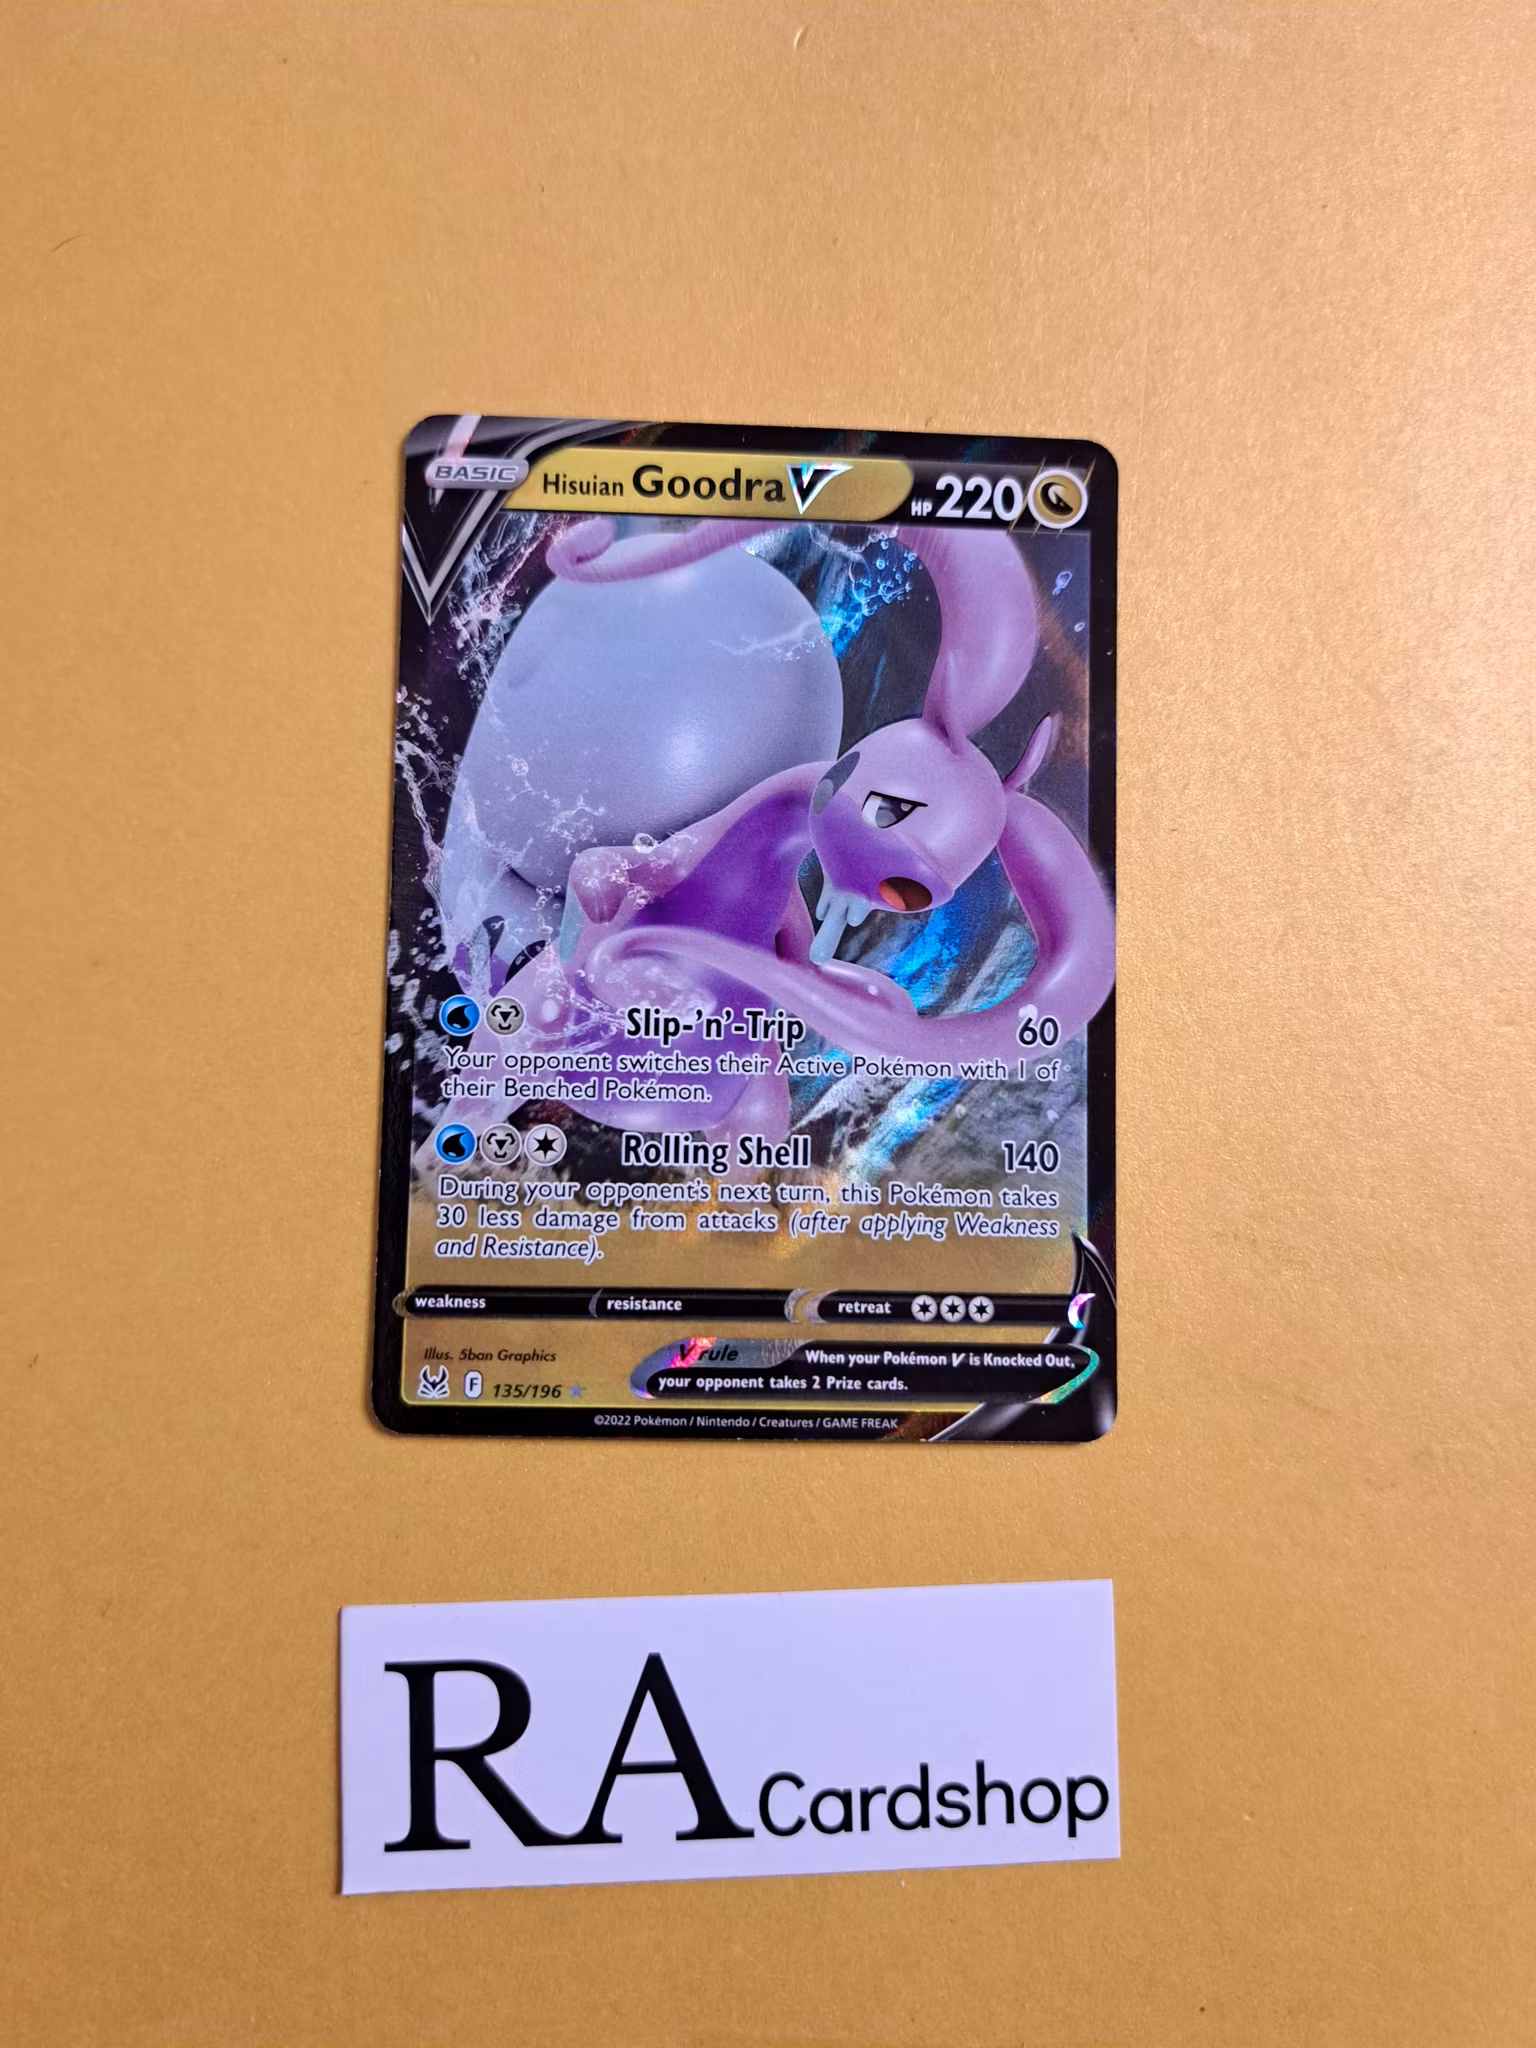 BASIC
Hisuian Goodra V
HP 220
Slip-'n'-Trip 60
Your opponent switches their Active Pokémon with 1 of
their Benched Pokémon.
Rolling Shell 140
During your opponent's next turn, this Pokémon takes
30 less damage from attacks (after applying Weakness
and Resistance).
weakness resistance retreat
Illus. 5ban Graphics
V rule When your Pokémon V is Knocked Out,
your opponent takes 2 Prize cards.
F 135/196
©2022 Pokémon / Nintendo / Creatures / GAME FREAK
RA Cardshop